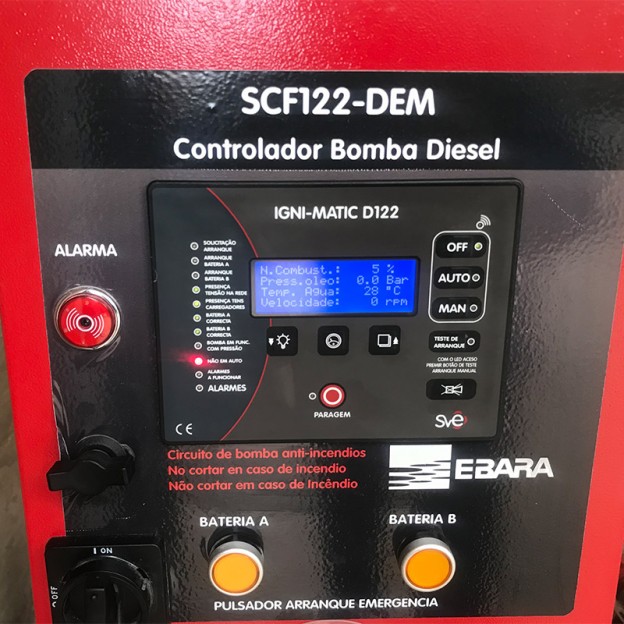 SCF122-DEM
Controlador Bomba Diesel
IGNI-MATIC D122
ALARMA
SOLICITAÇÃO
ARRANQUE
ARRANQUE
BATERIA A
ARRANQUE
BATERIA B
PRESENÇA
TENSÃO NA REDE
PRESENÇA TENS
CARREGADORES
BATERIA A
CORRECTA
BATERIA B
CORRECTA
BOMBA EM FUNC.
COM PRESSÃO
NÃO EM AUTO
ALARMES
A FUNCIONAR
ALARMES
N.Combust.: 5 %
Press.oleo: 0.0 Bar
Temp. Agua: 28 °C
Velocidade: 0 rpm
OFF
AUTO
MAN
TESTE DE
ARRANQUE
COM O LED ACESO
PREMIR BOTÃO DE TESTE
ARRANQUE MANUAL
PARAGEM
CE
sve
Circuito de bomba anti-incendios
No cortar en caso de incendio
Não cortar em caso de Incêndio
EBARA
I ON
OFF
BATERIA A
BATERIA B
PULSADOR ARRANQUE EMERGENCIA